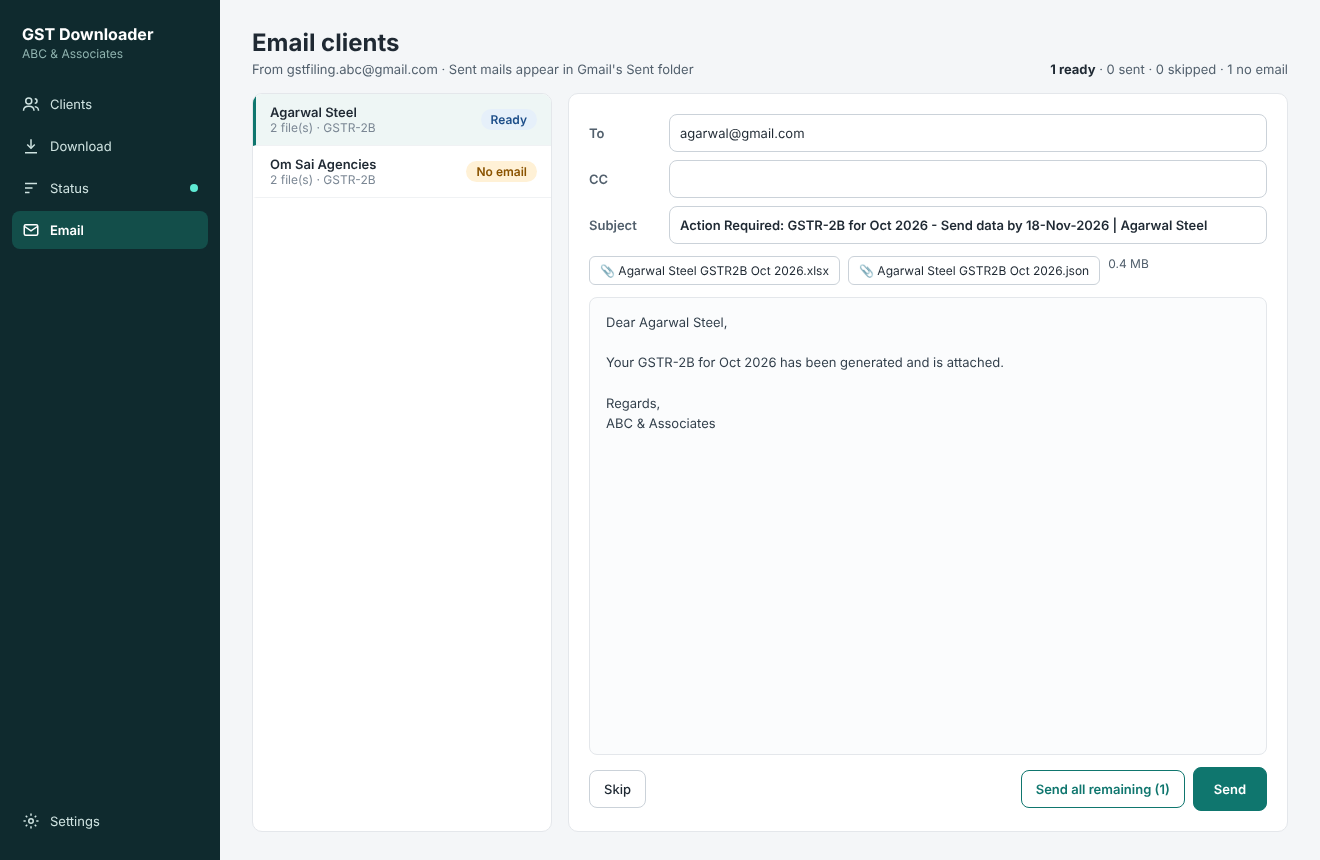 GST Downloader
ABC & Associates
Clients
Download
Status
Email
Settings
Email clients
From gstfiling.abc@gmail.com · Sent mails appear in Gmail's Sent folder
1 ready · 0 sent · 0 skipped · 1 no email
Agarwal Steel
2 file(s) · GSTR-2B
Ready
Om Sai Agencies
2 file(s) · GSTR-2B
No email
To
agarwal@gmail.com
CC
Subject
Action Required: GSTR-2B for Oct 2026 - Send data by 18-Nov-2026 | Agarwal Steel
Agarwal Steel GSTR2B Oct 2026.xlsx
Agarwal Steel GSTR2B Oct 2026.json
0.4 MB
Dear Agarwal Steel,
Your GSTR-2B for Oct 2026 has been generated and is attached.
Regards,
ABC & Associates
Skip
Send all remaining (1)
Send